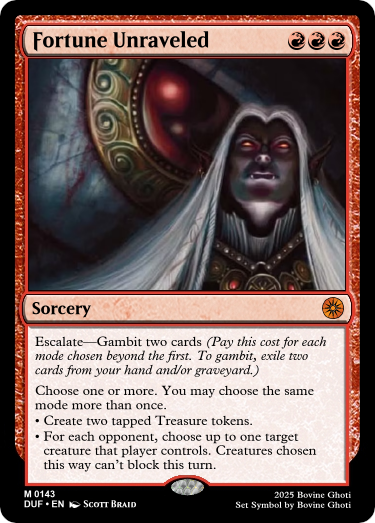 Fortune Unraveled
Sorcery
Escalate—Gambit two cards (Pay this cost for each
mode chosen beyond the first. To gambit, exile two
cards from your hand and/or graveyard.)
Choose one or more. You may choose the same
mode more than once.
• Create two tapped Treasure tokens.
• For each opponent, choose up to one target
creature that player controls. Creatures chosen
this way can't block this turn.
M 0143
DUF • EN Scott Braid
2025 Bovine Ghoti
Set Symbol by Bovine Ghoti